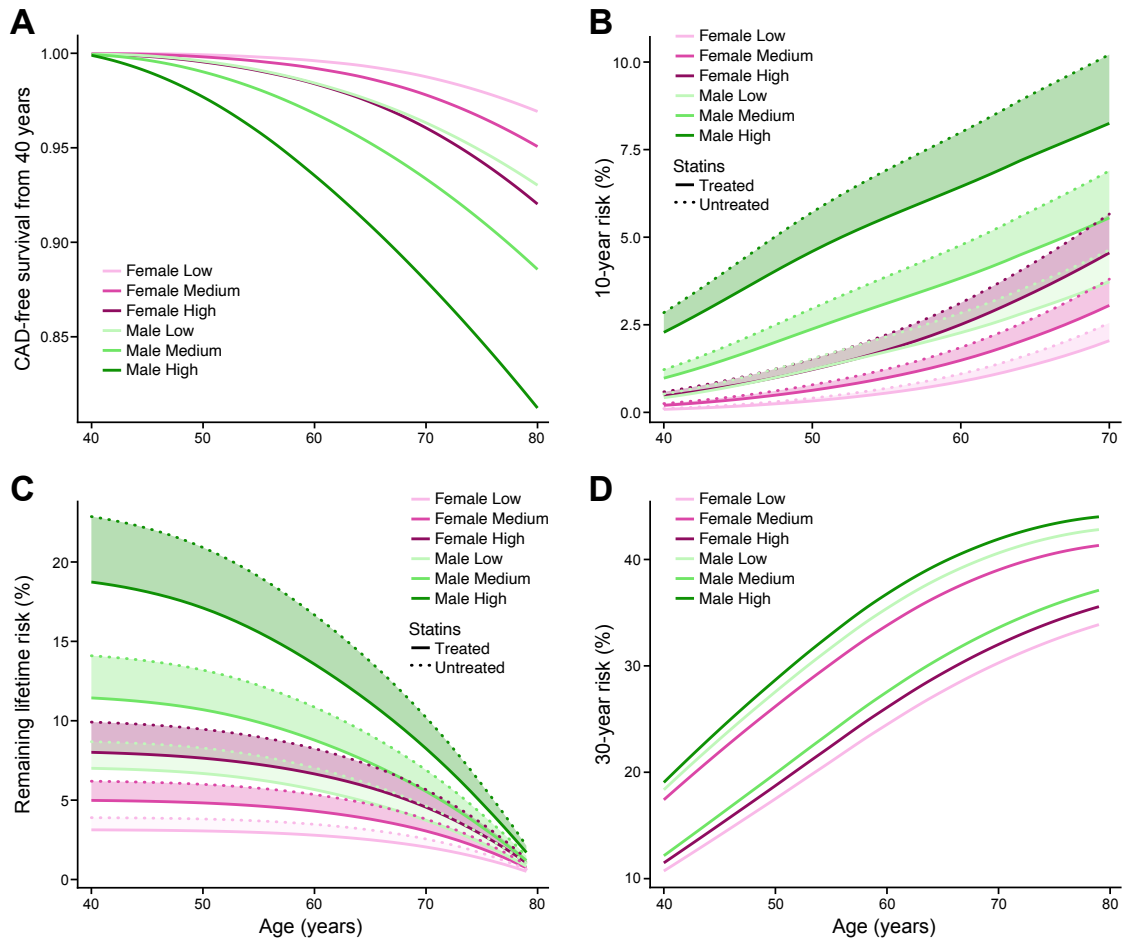 A
CAD-free survival from 40 years
1.00
0.95
0.90
0.85
Female Low
Female Medium
Female High
Male Low
Male Medium
Male High
40 50 60 70 80
B
10-year risk (%)
10.0
7.5
5.0
2.5
0.0
Female Low
Female Medium
Female High
Male Low
Male Medium
Male High
Statins
Treated
Untreated
40 50 60 70
C
Remaining lifetime risk (%)
20
15
10
5
0
Female Low
Female Medium
Female High
Male Low
Male Medium
Male High
Statins
Treated
Untreated
40 50 60 70 80
Age (years)
D
30-year risk (%)
40
30
20
10
Female Low
Female Medium
Female High
Male Low
Male Medium
Male High
40 50 60 70 80
Age (years)